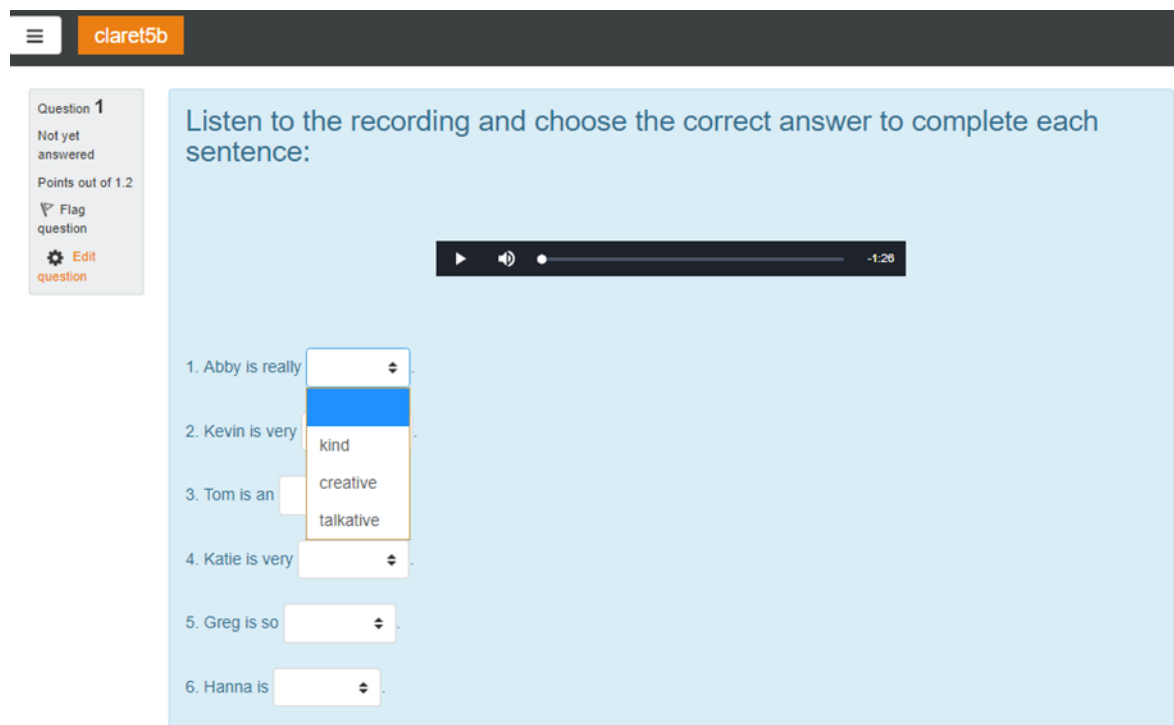 claret5b
Question 1
Not yet
answered
Points out of 1.2
Flag
question
Edit
question
Listen to the recording and choose the correct answer to complete each
sentence:
-1:26
1. Abby is really .
2. Kevin is very .
kind
creative
talkative
3. Tom is an
4. Katie is very .
5. Greg is so .
6. Hanna is .